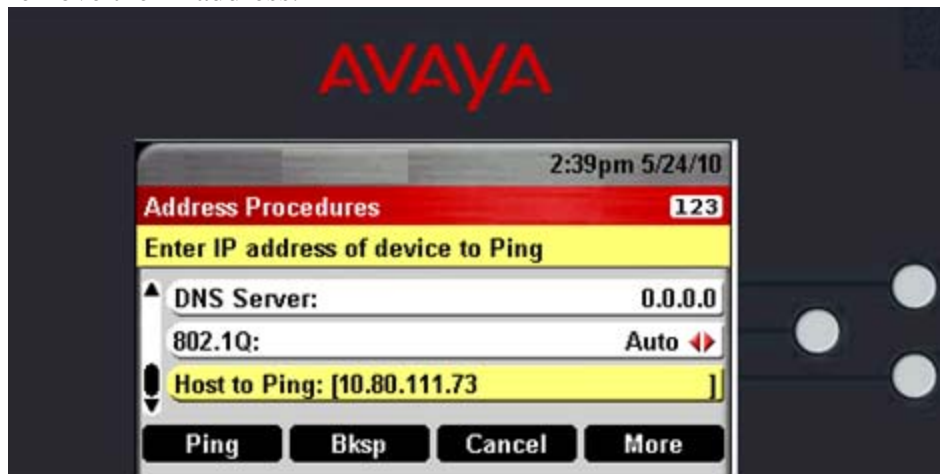 AVAYA
2:39pm 5/24/10
Address Procedures 123
Enter IP address of device to Ping
DNS Server: 0.0.0.0
802.1Q: Auto
Host to Ping: [10.80.111.73 ]
Ping Bksp Cancel More